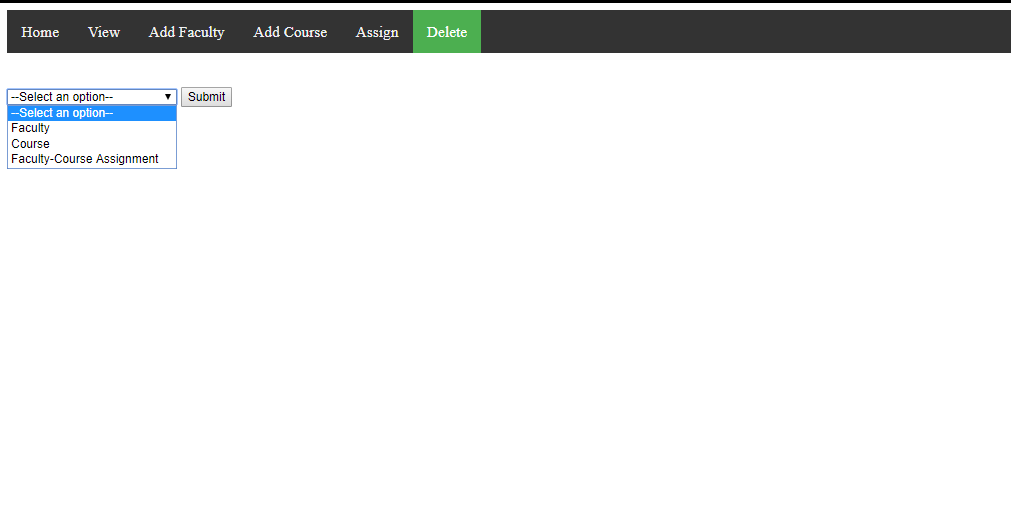 Home View Add Faculty Add Course Assign Delete
--Select an option-- ▼ Submit
--Select an option--
Faculty
Course
Faculty-Course Assignment